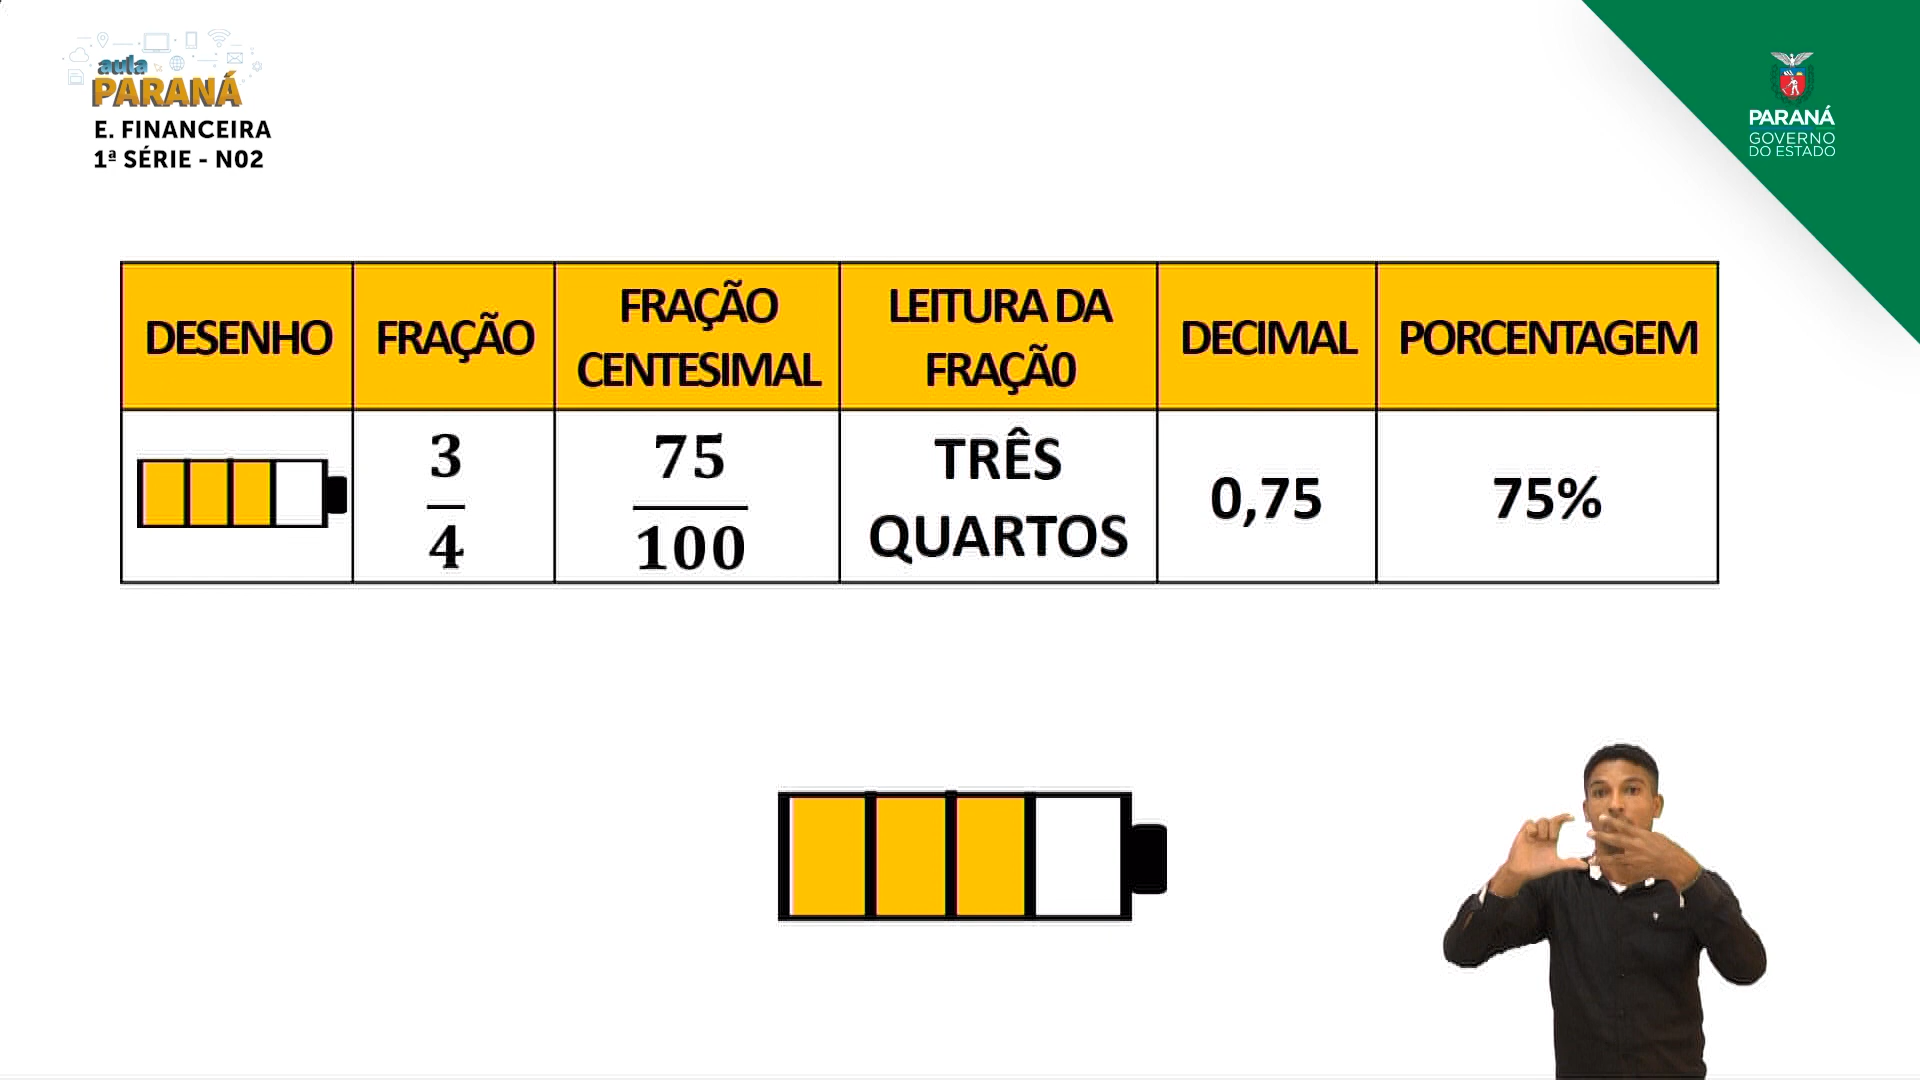 aula
PARANÁ
E. FINANCEIRA
1ª SÉRIE - N02
PARANÁ
GOVERNO
DO ESTADO
DESENHO
FRAÇÃO
FRAÇÃO
CENTESIMAL
LEITURA DA
FRAÇÃ0
DECIMAL
PORCENTAGEM
3
4
75
100
TRÊS
QUARTOS
0,75
75%